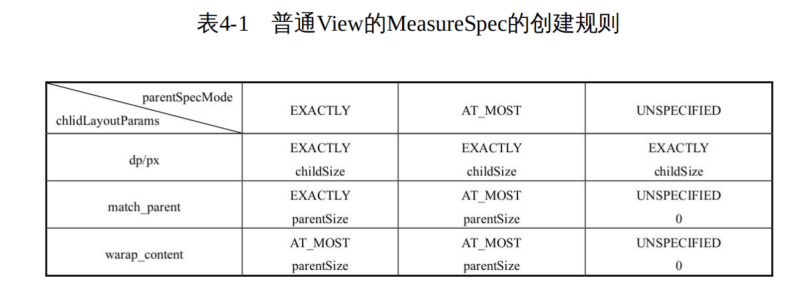 表4-1 普通View的MeasureSpec的创建规则
parentSpecMode
chlidLayoutParams
EXACTLY
AT_MOST
UNSPECIFIED
dp/px
EXACTLY
childSize
EXACTLY
childSize
EXACTLY
childSize
match_parent
EXACTLY
parentSize
AT_MOST
parentSize
UNSPECIFIED
0
warap_content
AT_MOST
parentSize
AT_MOST
parentSize
UNSPECIFIED
0